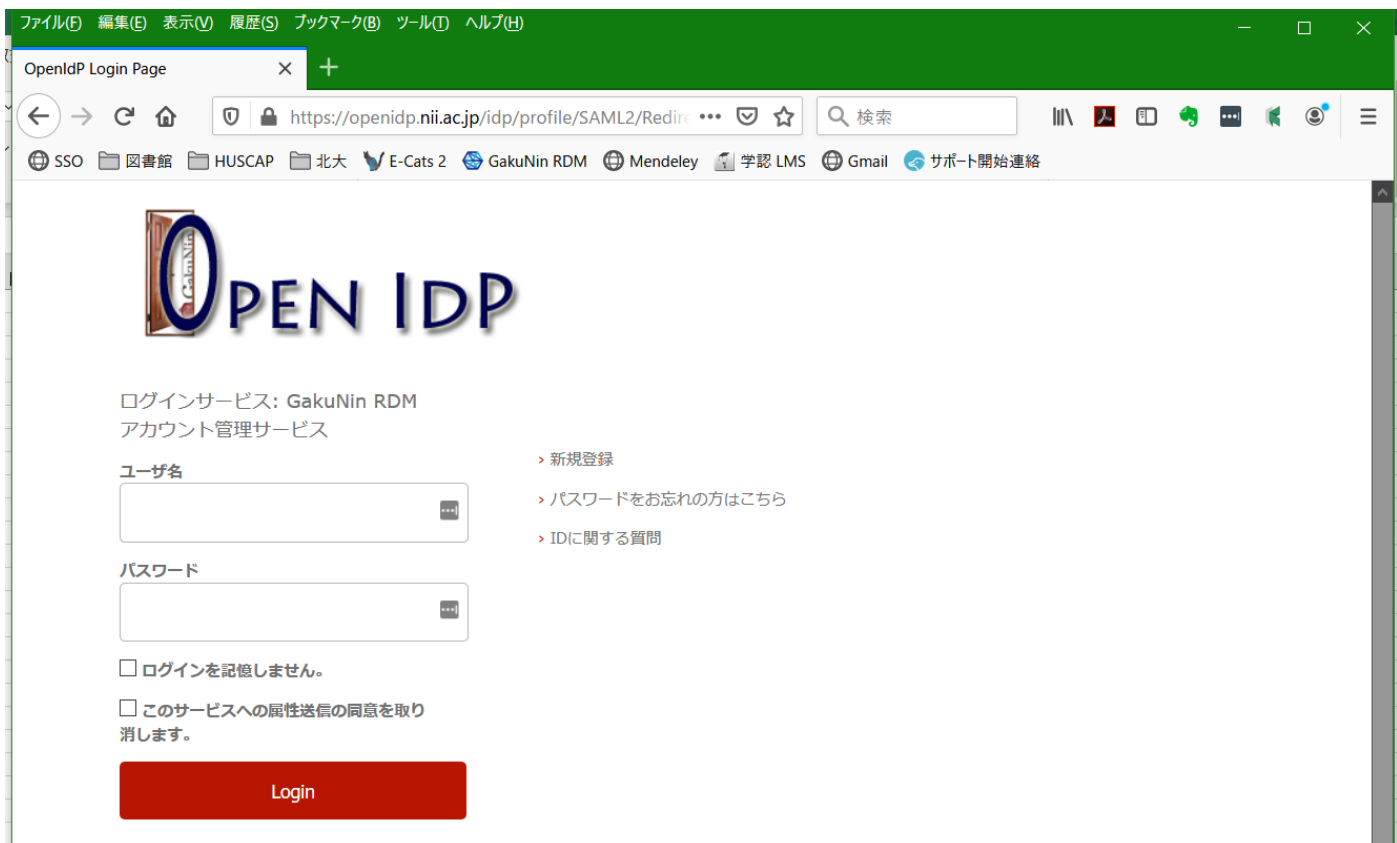 ファイル(F) 編集(E) 表示(V) 履歴(S) ブックマーク(B) ツール(T) ヘルプ(H)
OpenIdP Login Page
https://openidp.nii.ac.jp/idp/profile/SAML2/Redire
検索
SSO 図書館 HUSCAP 北大 E-Cats 2 GakuNin RDM Mendeley 学認 LMS Gmail サポート開始連絡
GakuNin
OPEN IDP
ログインサービス: GakuNin RDM
アカウント管理サービス
ユーザ名
パスワード
ログインを記憶しません。
このサービスへの属性送信の同意を取り
消します。
Login
› 新規登録
› パスワードをお忘れの方はこちら
› IDに関する質問